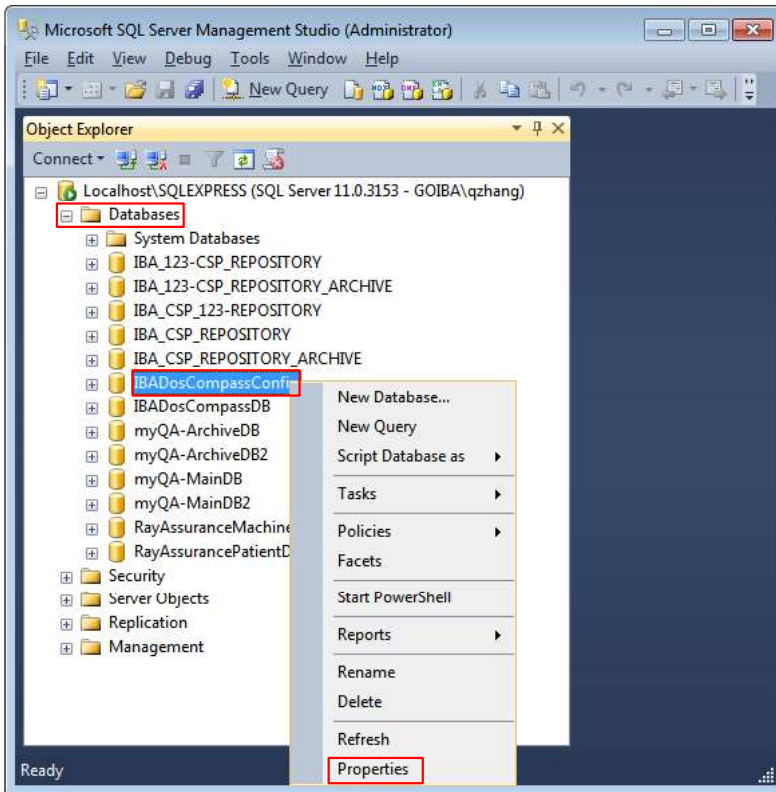 Microsoft SQL Server Management Studio (Administrator)
File Edit View Debug Tools Window Help
New Query
Object Explorer
Connect
Localhost\SQLEXPRESS (SQL Server 11.0.3153 - GOIBA\qzhang)
Databases
System Databases
IBA_123-CSP_REPOSITORY
IBA_123-CSP_REPOSITORY_ARCHIVE
IBA_CSP_123-REPOSITORY
IBA_CSP_REPOSITORY
IBA_CSP_REPOSITORY_ARCHIVE
IBADosCompassConfi
IBADosCompassDB
myQA-ArchiveDB
myQA-ArchiveDB2
myQA-MainDB
myQA-MainDB2
RayAssuranceMachine
RayAssurancePatientD
Security
Server Objects
Replication
Management
New Database...
New Query
Script Database as
Tasks
Policies
Facets
Start PowerShell
Reports
Rename
Delete
Refresh
Properties
Ready